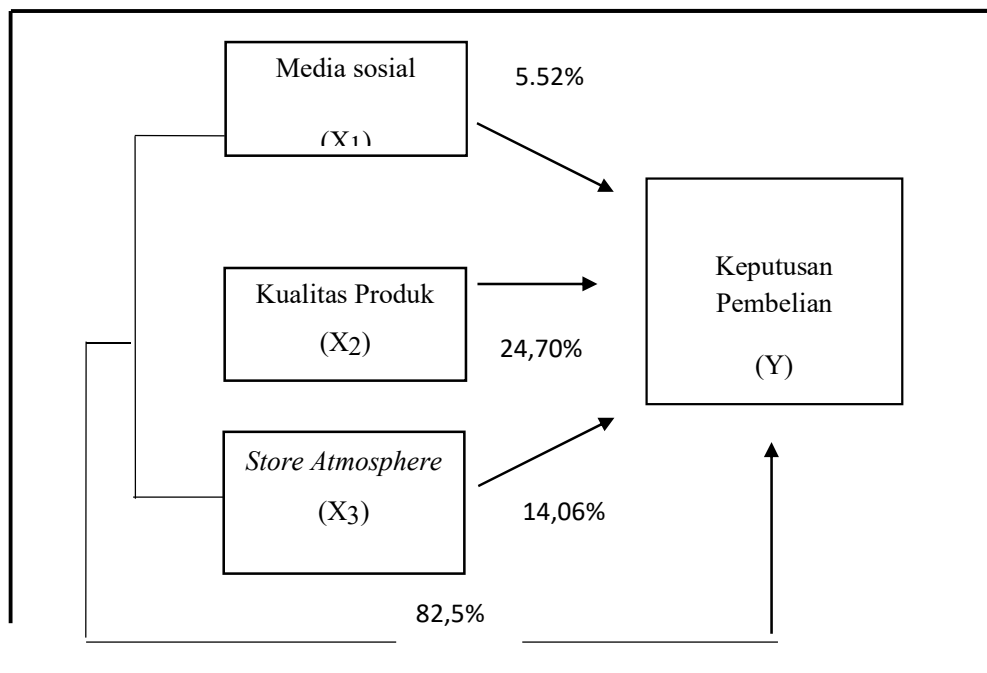 Media sosial
(X1)
5.52%
Kualitas Produk
(X2)
24,70%
Store Atmosphere
(X3)
14,06%
Keputusan
Pembelian
(Y)
82,5%